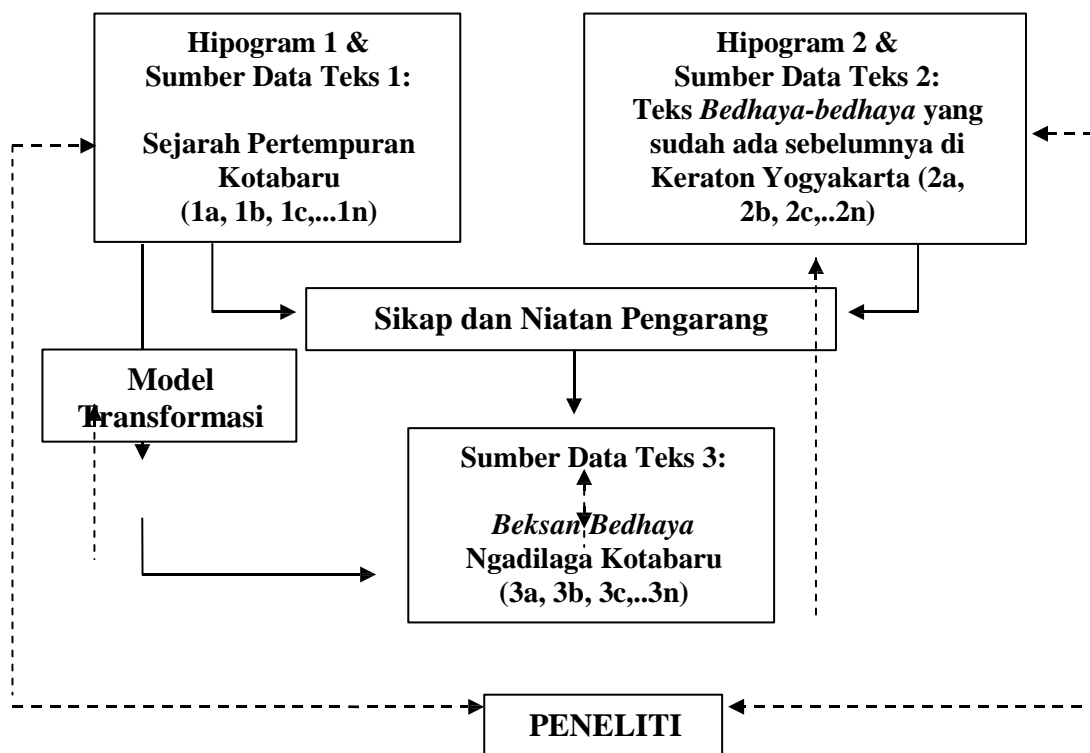 Hipogram 1 &
Sumber Data Teks 1:
Sejarah Pertempuran
Kotabaru
(1a, 1b, 1c,...1n)
Hipogram 2 &
Sumber Data Teks 2:
Teks Bedhaya-bedhaya yang
sudah ada sebelumnya di
Keraton Yogyakarta (2a,
2b, 2c,..2n)
Sikap dan Niatan Pengarang
Model
Transformasi
Sumber Data Teks 3:
Beksan Bedhaya
Ngadilaga Kotabaru
(3a, 3b, 3c,..3n)
PENELITI